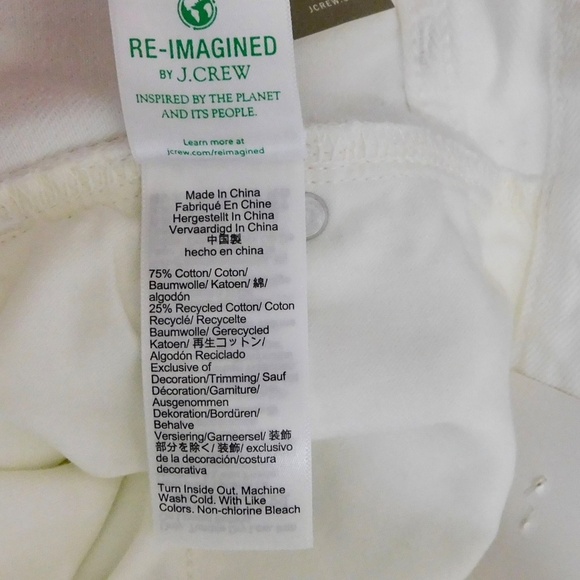 JCREW.
RE-IMAGINED
BY J.CREW
INSPIRED BY THE PLANET
AND ITS PEOPLE.
Learn more at
jcrew.com/reimagined
Made In China
Fabriqué En Chine
Hergestellt In China
Vervaardigd In China
中国製
hecho en china
75% Cotton/ Coton/
Baumwolle/ Katoen/ 綿/
algodón
25% Recycled Cotton/ Coton
Recyclé/ Recycelte
Baumwolle/ Gerecycled
Katoen/ 再生コットン/
Algodón Reciclado
Exclusive of
Decoration/Trimming/ Sauf
Décoration/Garniture/
Ausgenommen
Dekoration/Bordüren/
Behalve
Versiering/Garneersel/ 装飾
部分を除く/ 装飾/ exclusivo
de la decoración/costura
decorativa
Turn Inside Out. Machine
Wash Cold. With Like
Colors. Non-chlorine Bleach